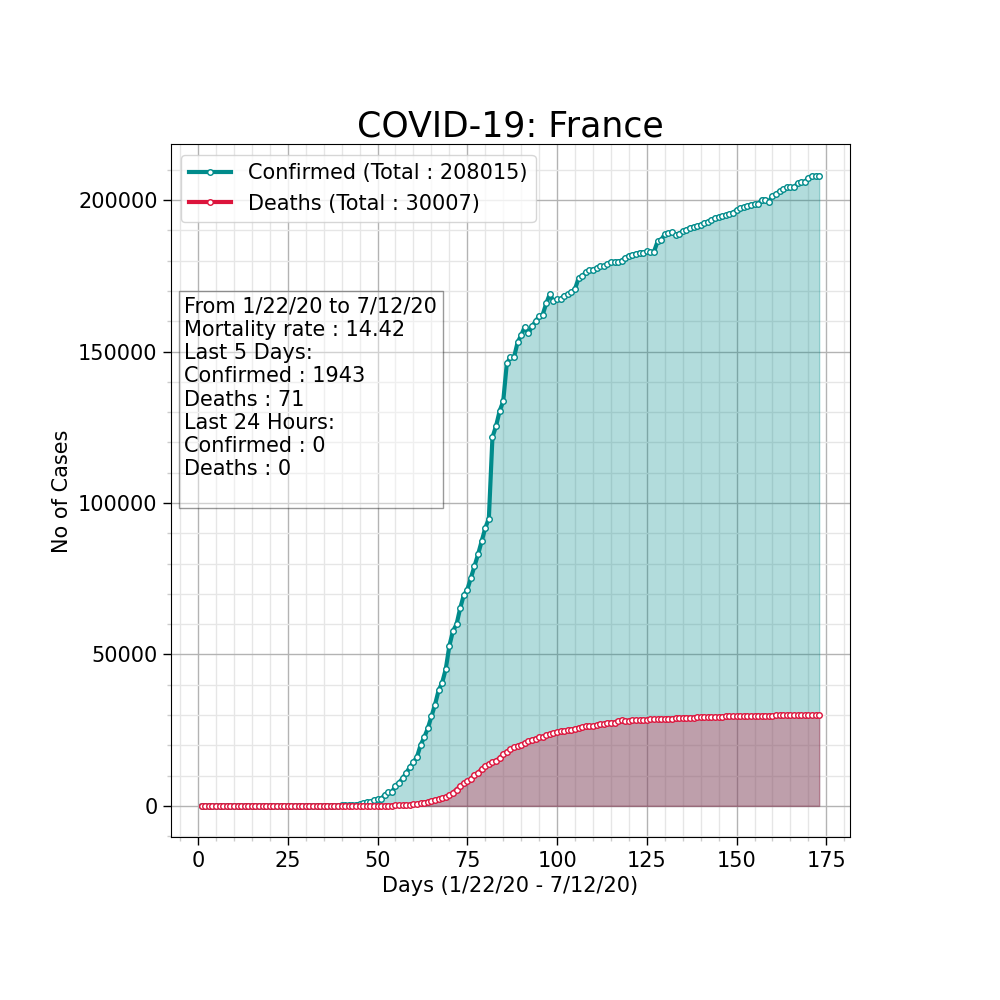 COVID-19: France
Confirmed (Total : 208015)
Deaths (Total : 30007)
From 1/22/20 to 7/12/20
Mortality rate : 14.42
Last 5 Days:
Confirmed : 1943
Deaths : 71
Last 24 Hours:
Confirmed : 0
Deaths : 0
No of Cases
200000
150000
100000
50000
0
0 25 50 75 100 125 150 175
Days (1/22/20 - 7/12/20)